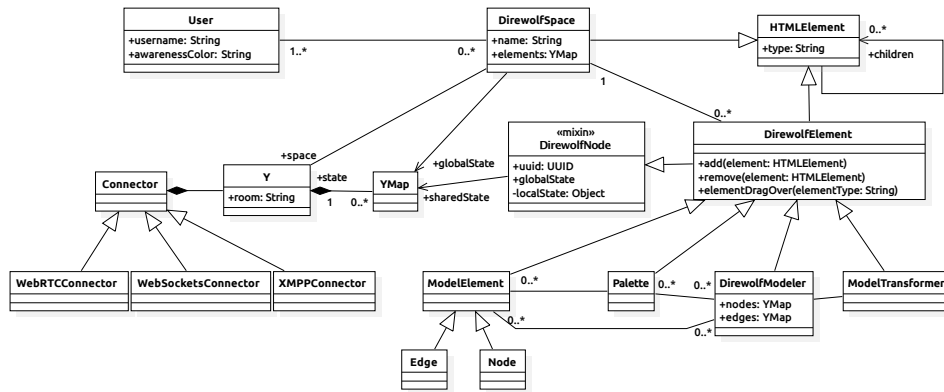 User
+username: String
+awarenessColor: String
1..*
0..*
DirewolfSpace
+name: String
+elements: YMap
HTMLElement
+type: String
0..*
+children
1
0..*
«mixin»
DirewolfNode
+uuid: UUID
+globalState
-localState: Object
DirewolfElement
+add(element: HTMLElement)
+remove(element: HTMLElement)
+elementDragOver(elementType: String)
+space
+globalState
Connector
Y
+room: String
+state
1
0..*
YMap
+sharedState
WebRTCConnector
WebSocketsConnector
XMPPConnector
ModelElement
0..*
0..*
Palette
0..*
0..*
DirewolfModeler
+nodes: YMap
+edges: YMap
ModelTransformer
0..*
0..*
Edge
Node